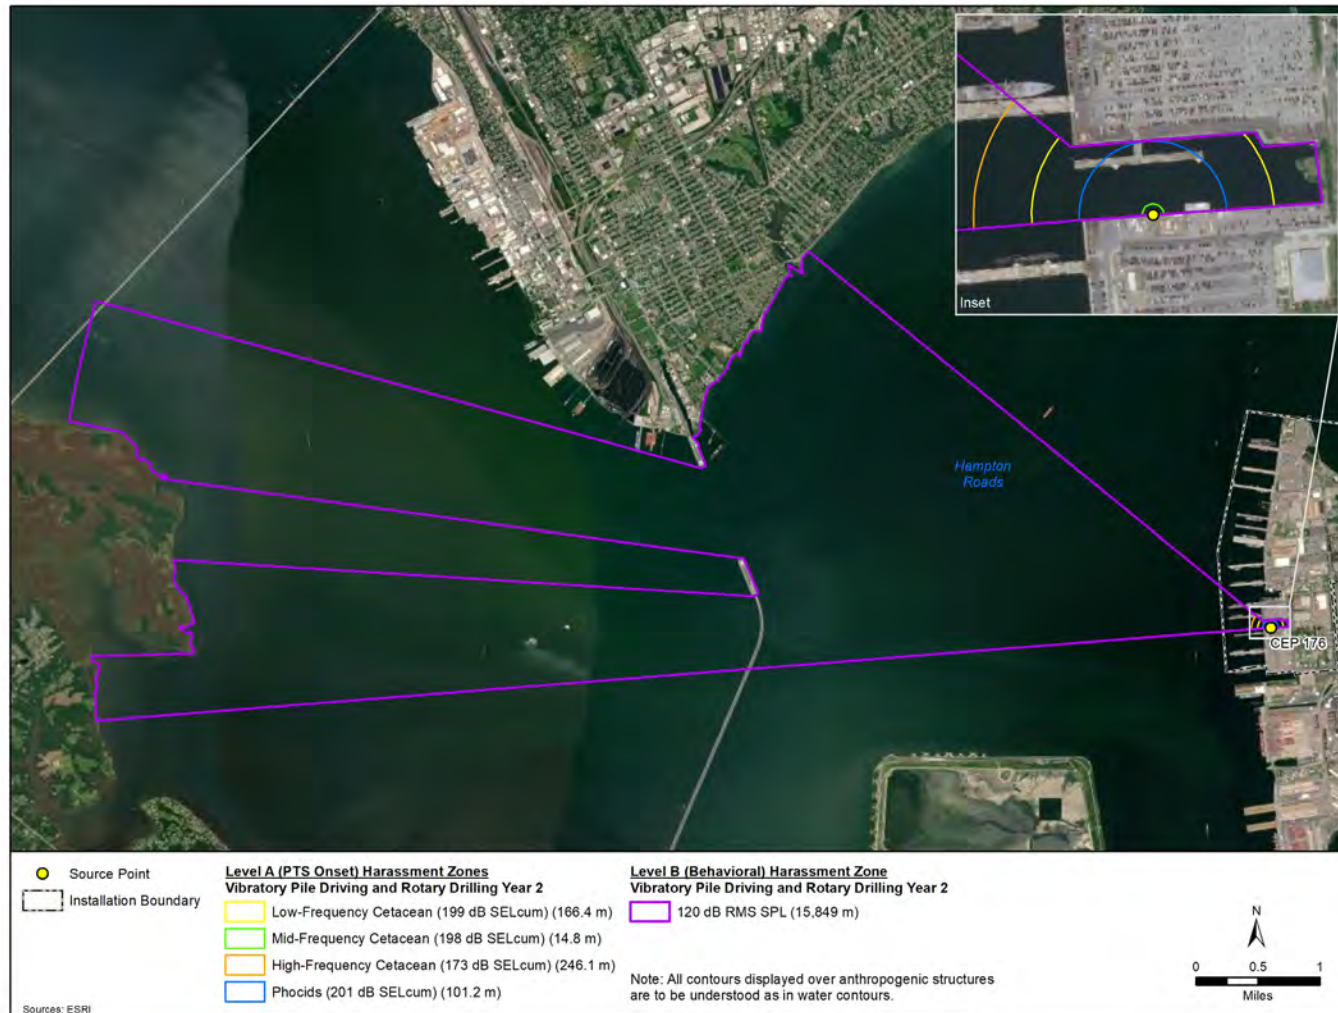 Inset
Hampton
Roads
CEP 176
Source Point
Installation Boundary
Level A (PTS Onset) Harassment Zones
Vibratory Pile Driving and Rotary Drilling Year 2
Low-Frequency Cetacean (199 dB SELcum) (166.4 m)
Mid-Frequency Cetacean (198 dB SELcum) (14.8 m)
High-Frequency Cetacean (173 dB SELcum) (246.1 m)
Phocids (201 dB SELcum) (101.2 m)
Level B (Behavioral) Harassment Zone
Vibratory Pile Driving and Rotary Drilling Year 2
120 dB RMS SPL (15,849 m)
Note: All contours displayed over anthropogenic structures
are to be understood as in water contours.
N
0 0.5 1
Miles
Sources: ESRI